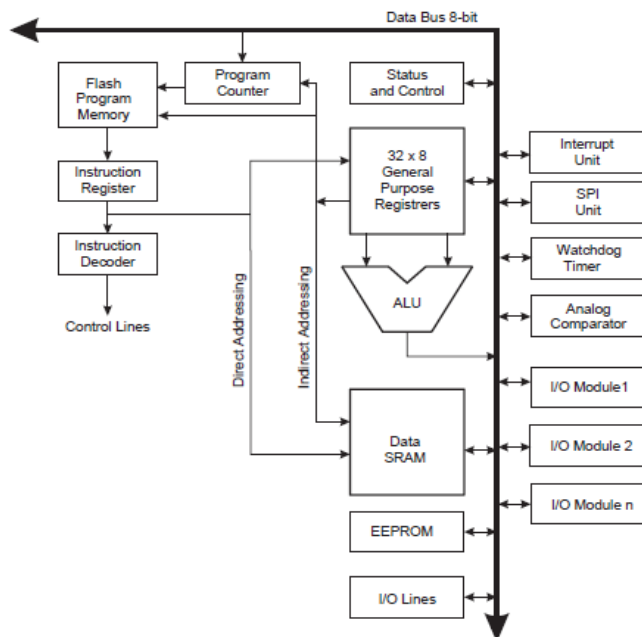 Data Bus 8-bit
Flash
Program
Memory
Program
Counter
Status
and Control
32 x 8
General
Purpose
Registrers
Interrupt
Unit
Instruction
Register
SPI
Unit
Instruction
Decoder
Watchdog
Timer
ALU
Control Lines
Analog
Comparator
Direct Addressing
Indirect Addressing
I/O Module1
Data
SRAM
I/O Module 2
I/O Module n
EEPROM
I/O Lines